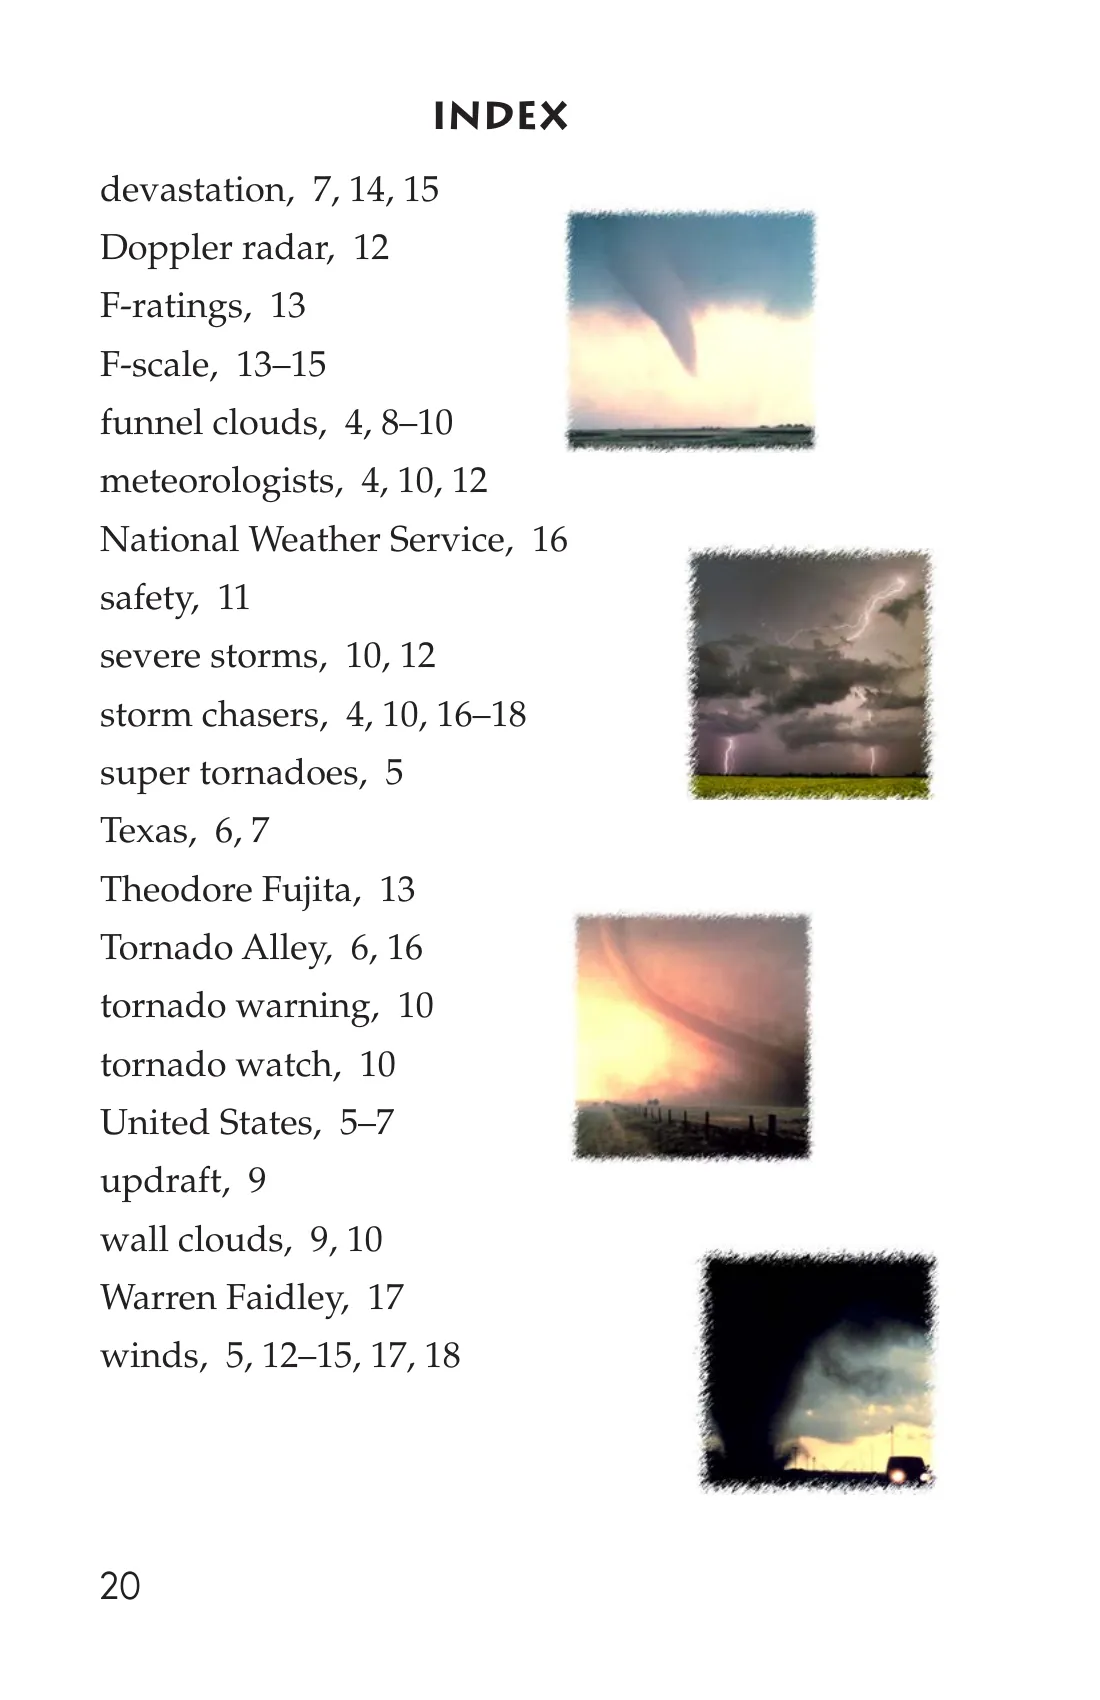 INDEX
devastation, 7, 14, 15
Doppler radar, 12
F-ratings, 13
F-scale, 13–15
funnel clouds, 4, 8–10
meteorologists, 4, 10, 12
National Weather Service, 16
safety, 11
severe storms, 10, 12
storm chasers, 4, 10, 16–18
super tornadoes, 5
Texas, 6, 7
Theodore Fujita, 13
Tornado Alley, 6, 16
tornado warning, 10
tornado watch, 10
United States, 5–7
updraft, 9
wall clouds, 9, 10
Warren Faidley, 17
winds, 5, 12–15, 17, 18
20